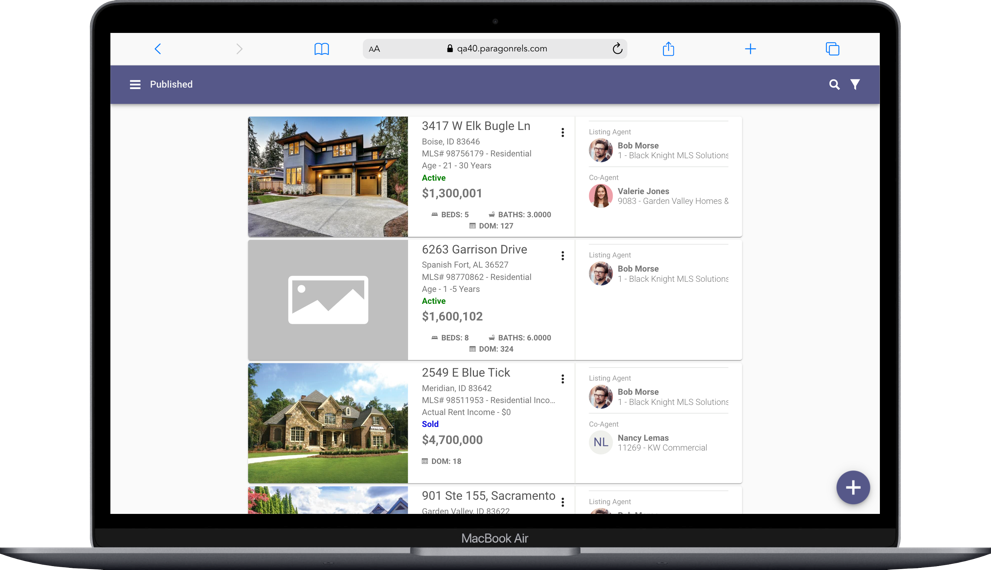 AA
qa40.paragonrels.com
Published
3417 W Elk Bugle Ln
Boise, ID 83646
MLS# 98756179 - Residential
Age - 21 - 30 Years
Active
$1,300,001
BEDS: 5 BATHS: 3.0000
DOM: 127
Listing Agent
Bob Morse
1 - Black Knight MLS Solutions
Co-Agent
Valerie Jones
9083 - Garden Valley Homes &
6263 Garrison Drive
Spanish Fort, AL 36527
MLS# 98770862 - Residential
Age - 1 -5 Years
Active
$1,600,102
BEDS: 8 BATHS: 6.0000
DOM: 324
Listing Agent
Bob Morse
1 - Black Knight MLS Solutions
2549 E Blue Tick
Meridian, ID 83642
MLS# 98511953 - Residential Inco...
Actual Rent Income - $0
Sold
$4,700,000
DOM: 18
Listing Agent
Bob Morse
1 - Black Knight MLS Solutions
Co-Agent
NL
Nancy Lemas
11269 - KW Commercial
901 Ste 155, Sacramento
Garden Valley, ID 83622
Listing Agent
MacBook Air